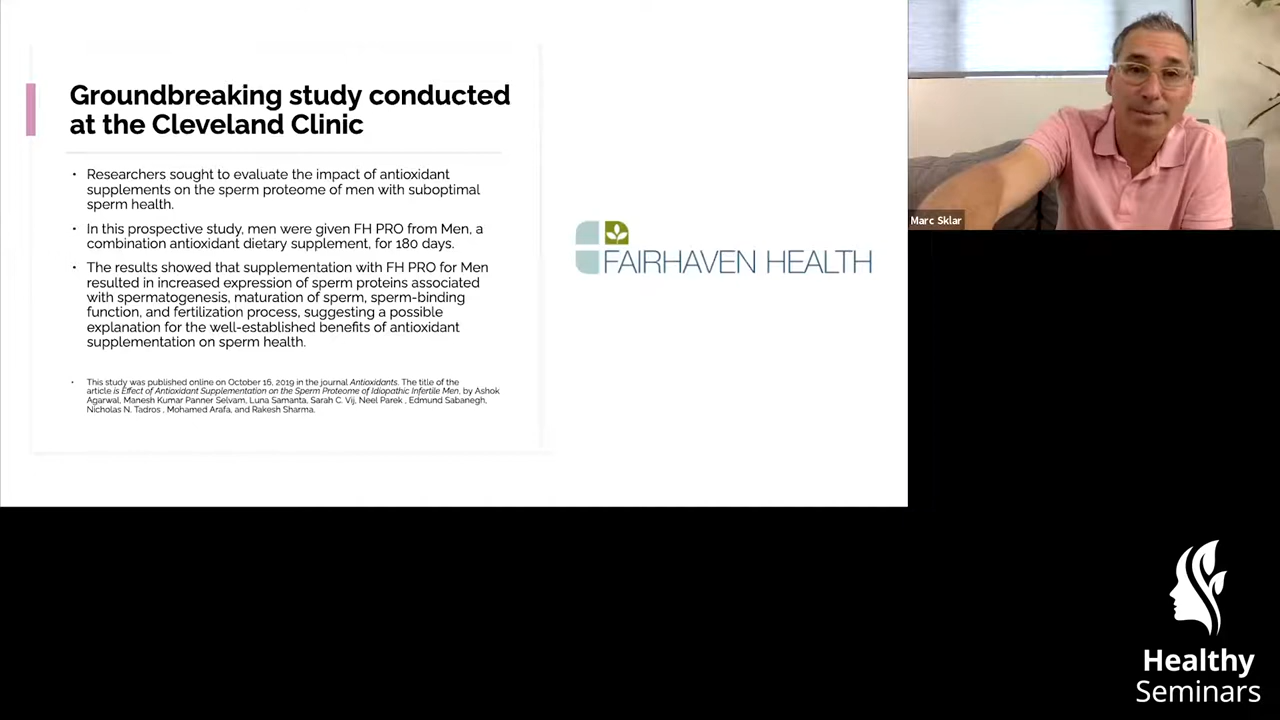 Groundbreaking study conducted
at the Cleveland Clinic
• Researchers sought to evaluate the impact of antioxidant
supplements on the sperm proteome of men with suboptimal
sperm health.
• In this prospective study, men were given FH PRO from Men, a
combination antioxidant dietary supplement, for 180 days.
• The results showed that supplementation with FH PRO for Men
resulted in increased expression of sperm proteins associated
with spermatogenesis, maturation of sperm, sperm-binding
function, and fertilization process, suggesting a possible
explanation for the well-established benefits of antioxidant
supplementation on sperm health.
• This study was published online on October 16, 2019 in the journal Antioxidants. The title of the
article is Effect of Antioxidant Supplementation on the Sperm Proteome of Idiopathic Infertile Men, by Ashok
Agarwal, Manesh Kumar Panner Selvam, Luna Samanta, Sarah C. Vij, Neel Parek , Edmund Sabanegh,
Nicholas N. Tadros , Mohamed Arafa, and Rakesh Sharma.
FAIRHAVEN HEALTH
Marc Sklar
Healthy
Seminars